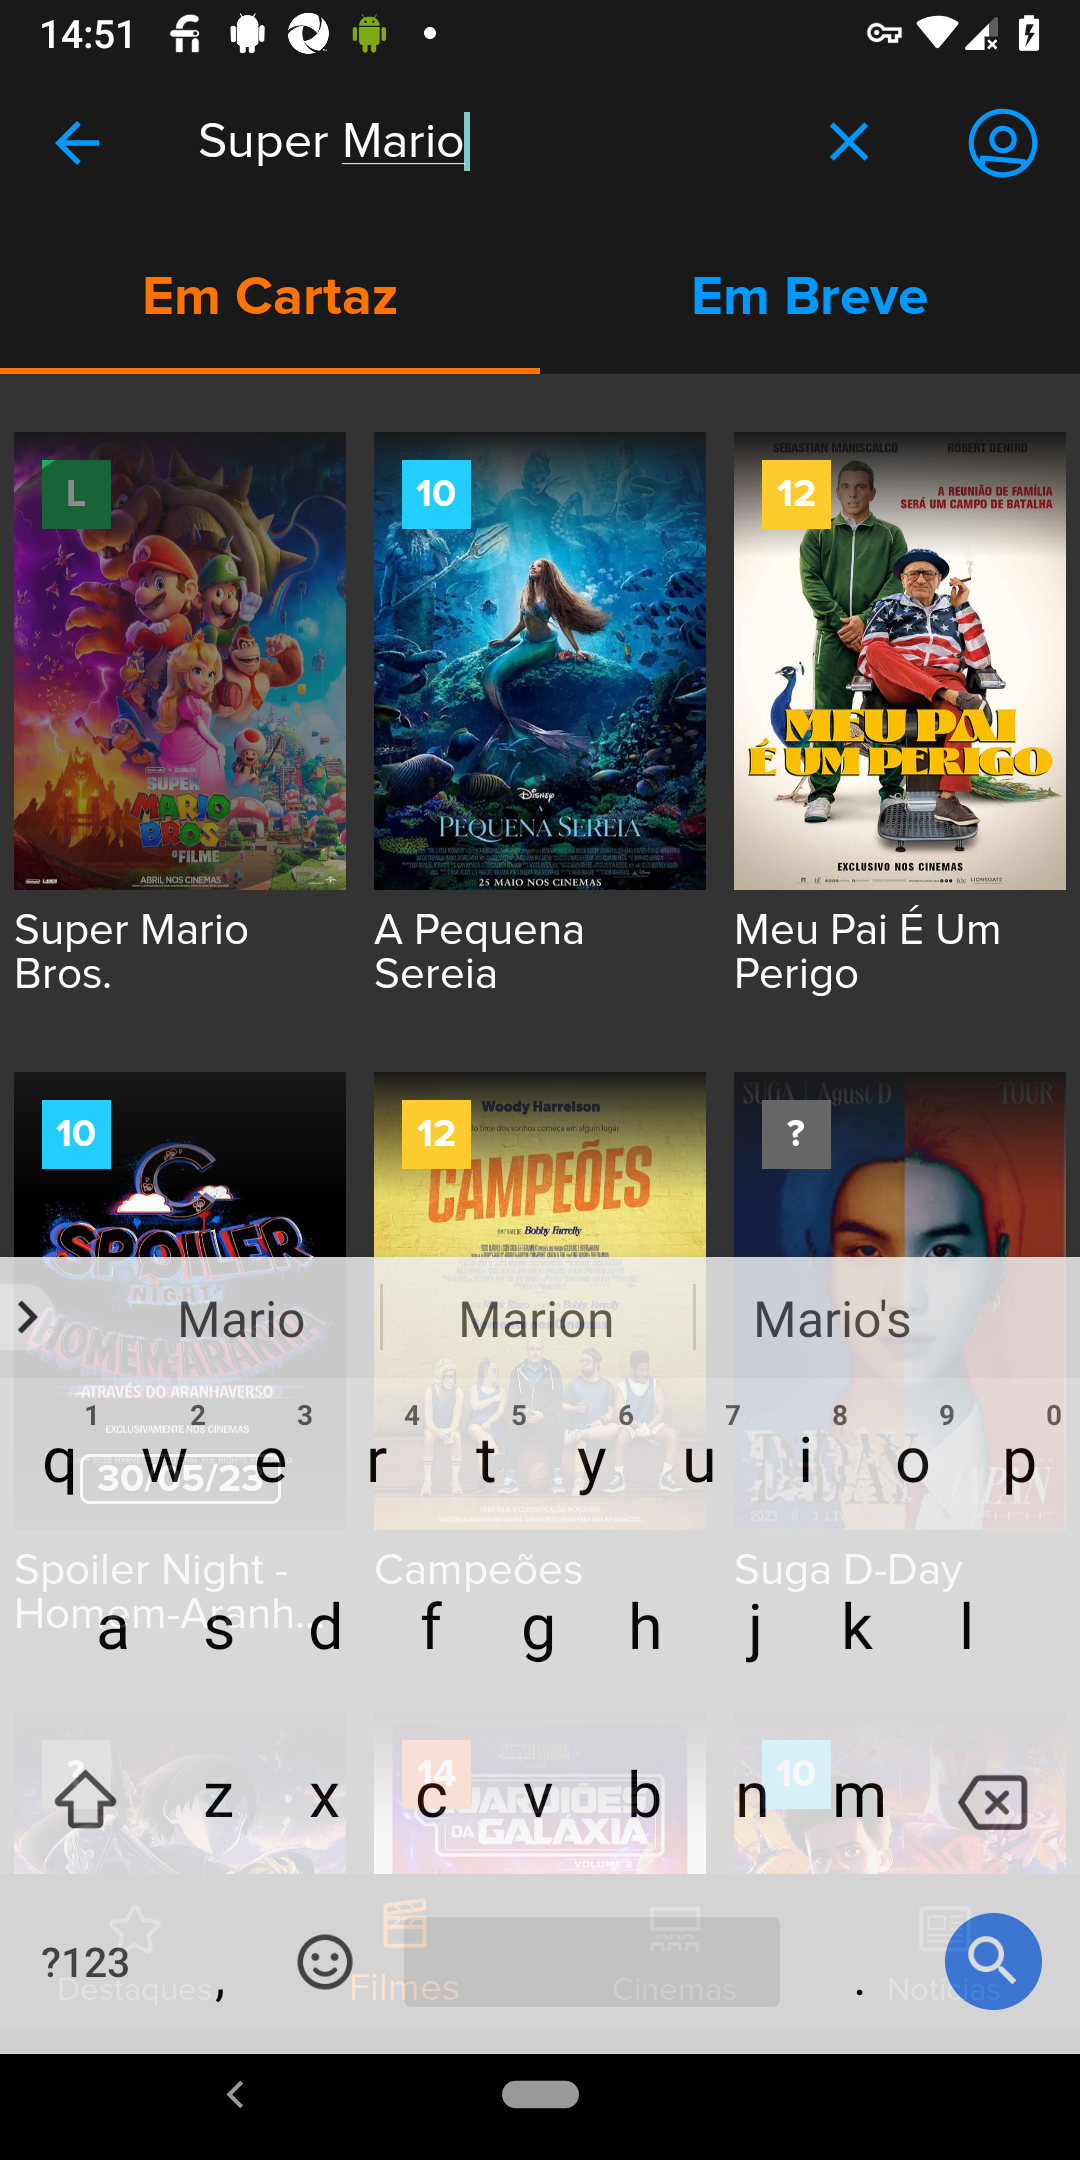 14:51
Super Mario
Em Cartaz
Em Breve
L
SUPER
MARIO
BROS.
O FILME
ABRIL NOS CINEMAS
Super Mario
Bros.
10
DISNEY
PEQUENA SEREIA
25 MAIO NOS CINEMAS
A Pequena
Sereia
SEBASTIAN MANISCALCO ROBERT DENIRO
12
A REUNIÃO DE FAMÍLIA
SERÁ UM CAMPO DE BATALHA
MEU PAI
É UM PERIGO
EXCLUSIVO NOS CINEMAS
LIONSGATE
Meu Pai É Um
Perigo
10
SPOILER
NIGHT
HOMEM-ARANHA
ATRAVÉS DO ARANHAVERSO
EXCLUSIVAMENTE NOS CINEMAS
30/05/23
Spoiler Night -
Homem-Aranh...
Woody Harrelson
12
CAMPEÕES
Bobby Farrelly
Campeões
SUGA | Agust D TOUR
?
D-DAY
JAPAN
Suga D-Day
Mario Marion Mario's
1 2 3 4 5 6 7 8 9 0
q w e r t y u i o p
a s d f g h j k l
?
14
GUARDIÕES
DA GALÁXIA
VOLUME 3
10
z x c v b n m
?123 , .
Destaques Filmes Cinemas Notícias